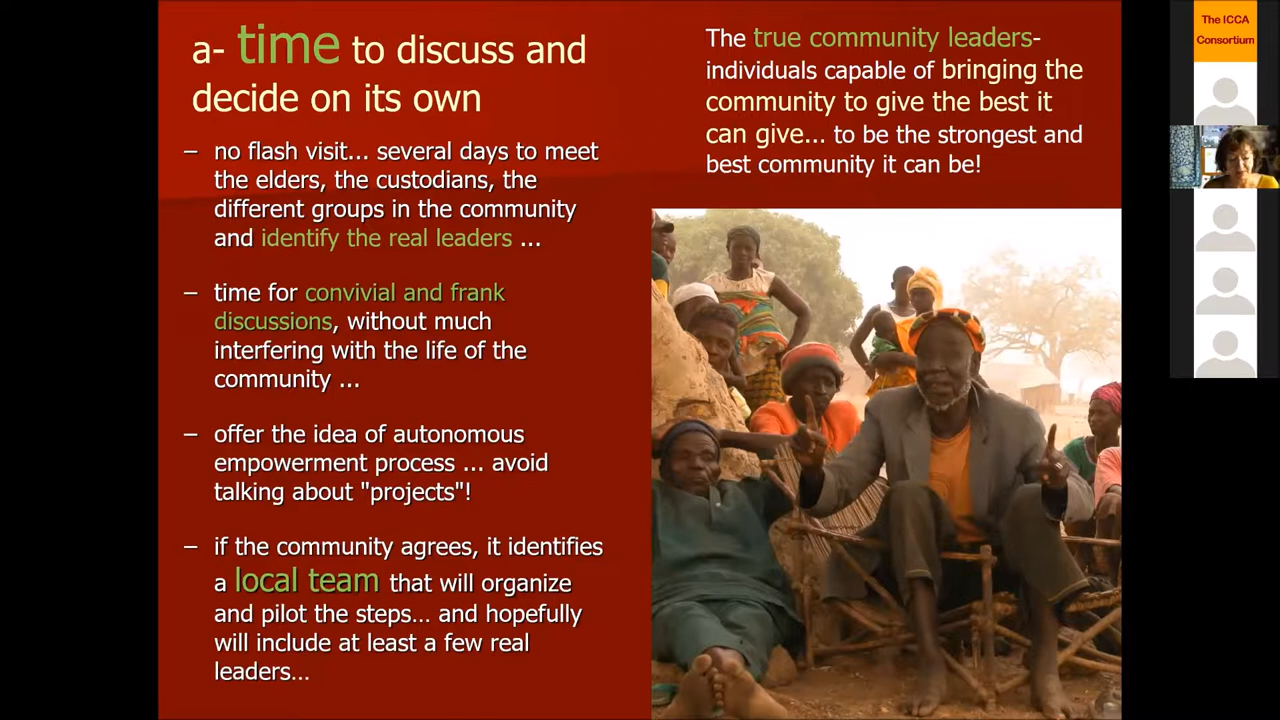 a- time to discuss and
decide on its own
– no flash visit... several days to meet
the elders, the custodians, the
different groups in the community
and identify the real leaders ...
– time for convivial and frank
discussions, without much
interfering with the life of the
community ...
– offer the idea of autonomous
empowerment process ... avoid
talking about "projects"!
– if the community agrees, it identifies
a local team that will organize
and pilot the steps... and hopefully
will include at least a few real
leaders...
The true community leaders-
individuals capable of bringing the
community to give the best it
can give... to be the strongest and
best community it can be!
The ICCA
Consortium